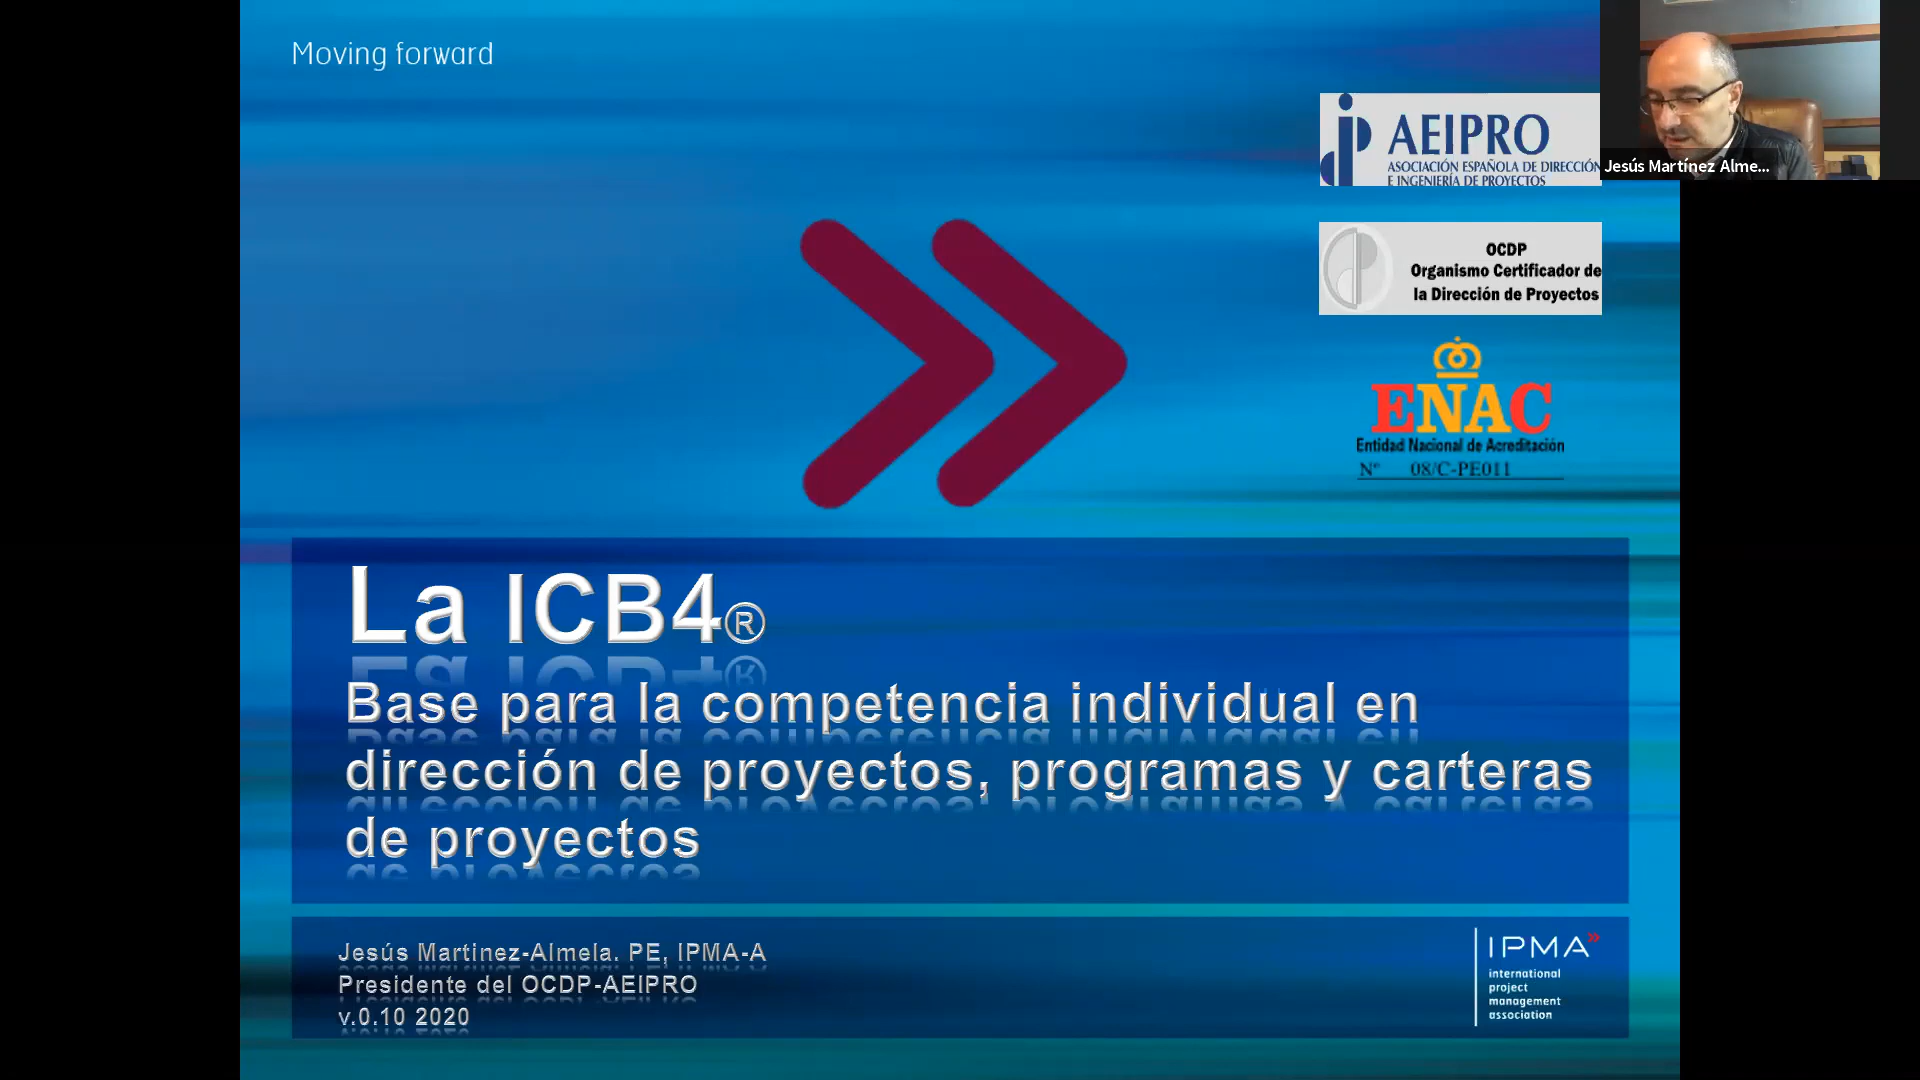 Moving forward
AEIPRO
ASOCIACIÓN ESPAÑOLA DE DIRECCIÓN
E INGENIERÍA DE PROYECTOS
Jesús Martínez Alme...
OCDP
Organismo Certificador de
la Dirección de Proyectos
ENAC
Entidad Nacional de Acreditación
Nº 08/C-PE011
La ICB4®
Base para la competencia individual en
dirección de proyectos, programas y carteras
de proyectos
Jesús Martinez-Almela. PE, IPMA-A
Presidente del OCDP-AEIPRO
v.0.10 2020
IPMA
international
project
management
association